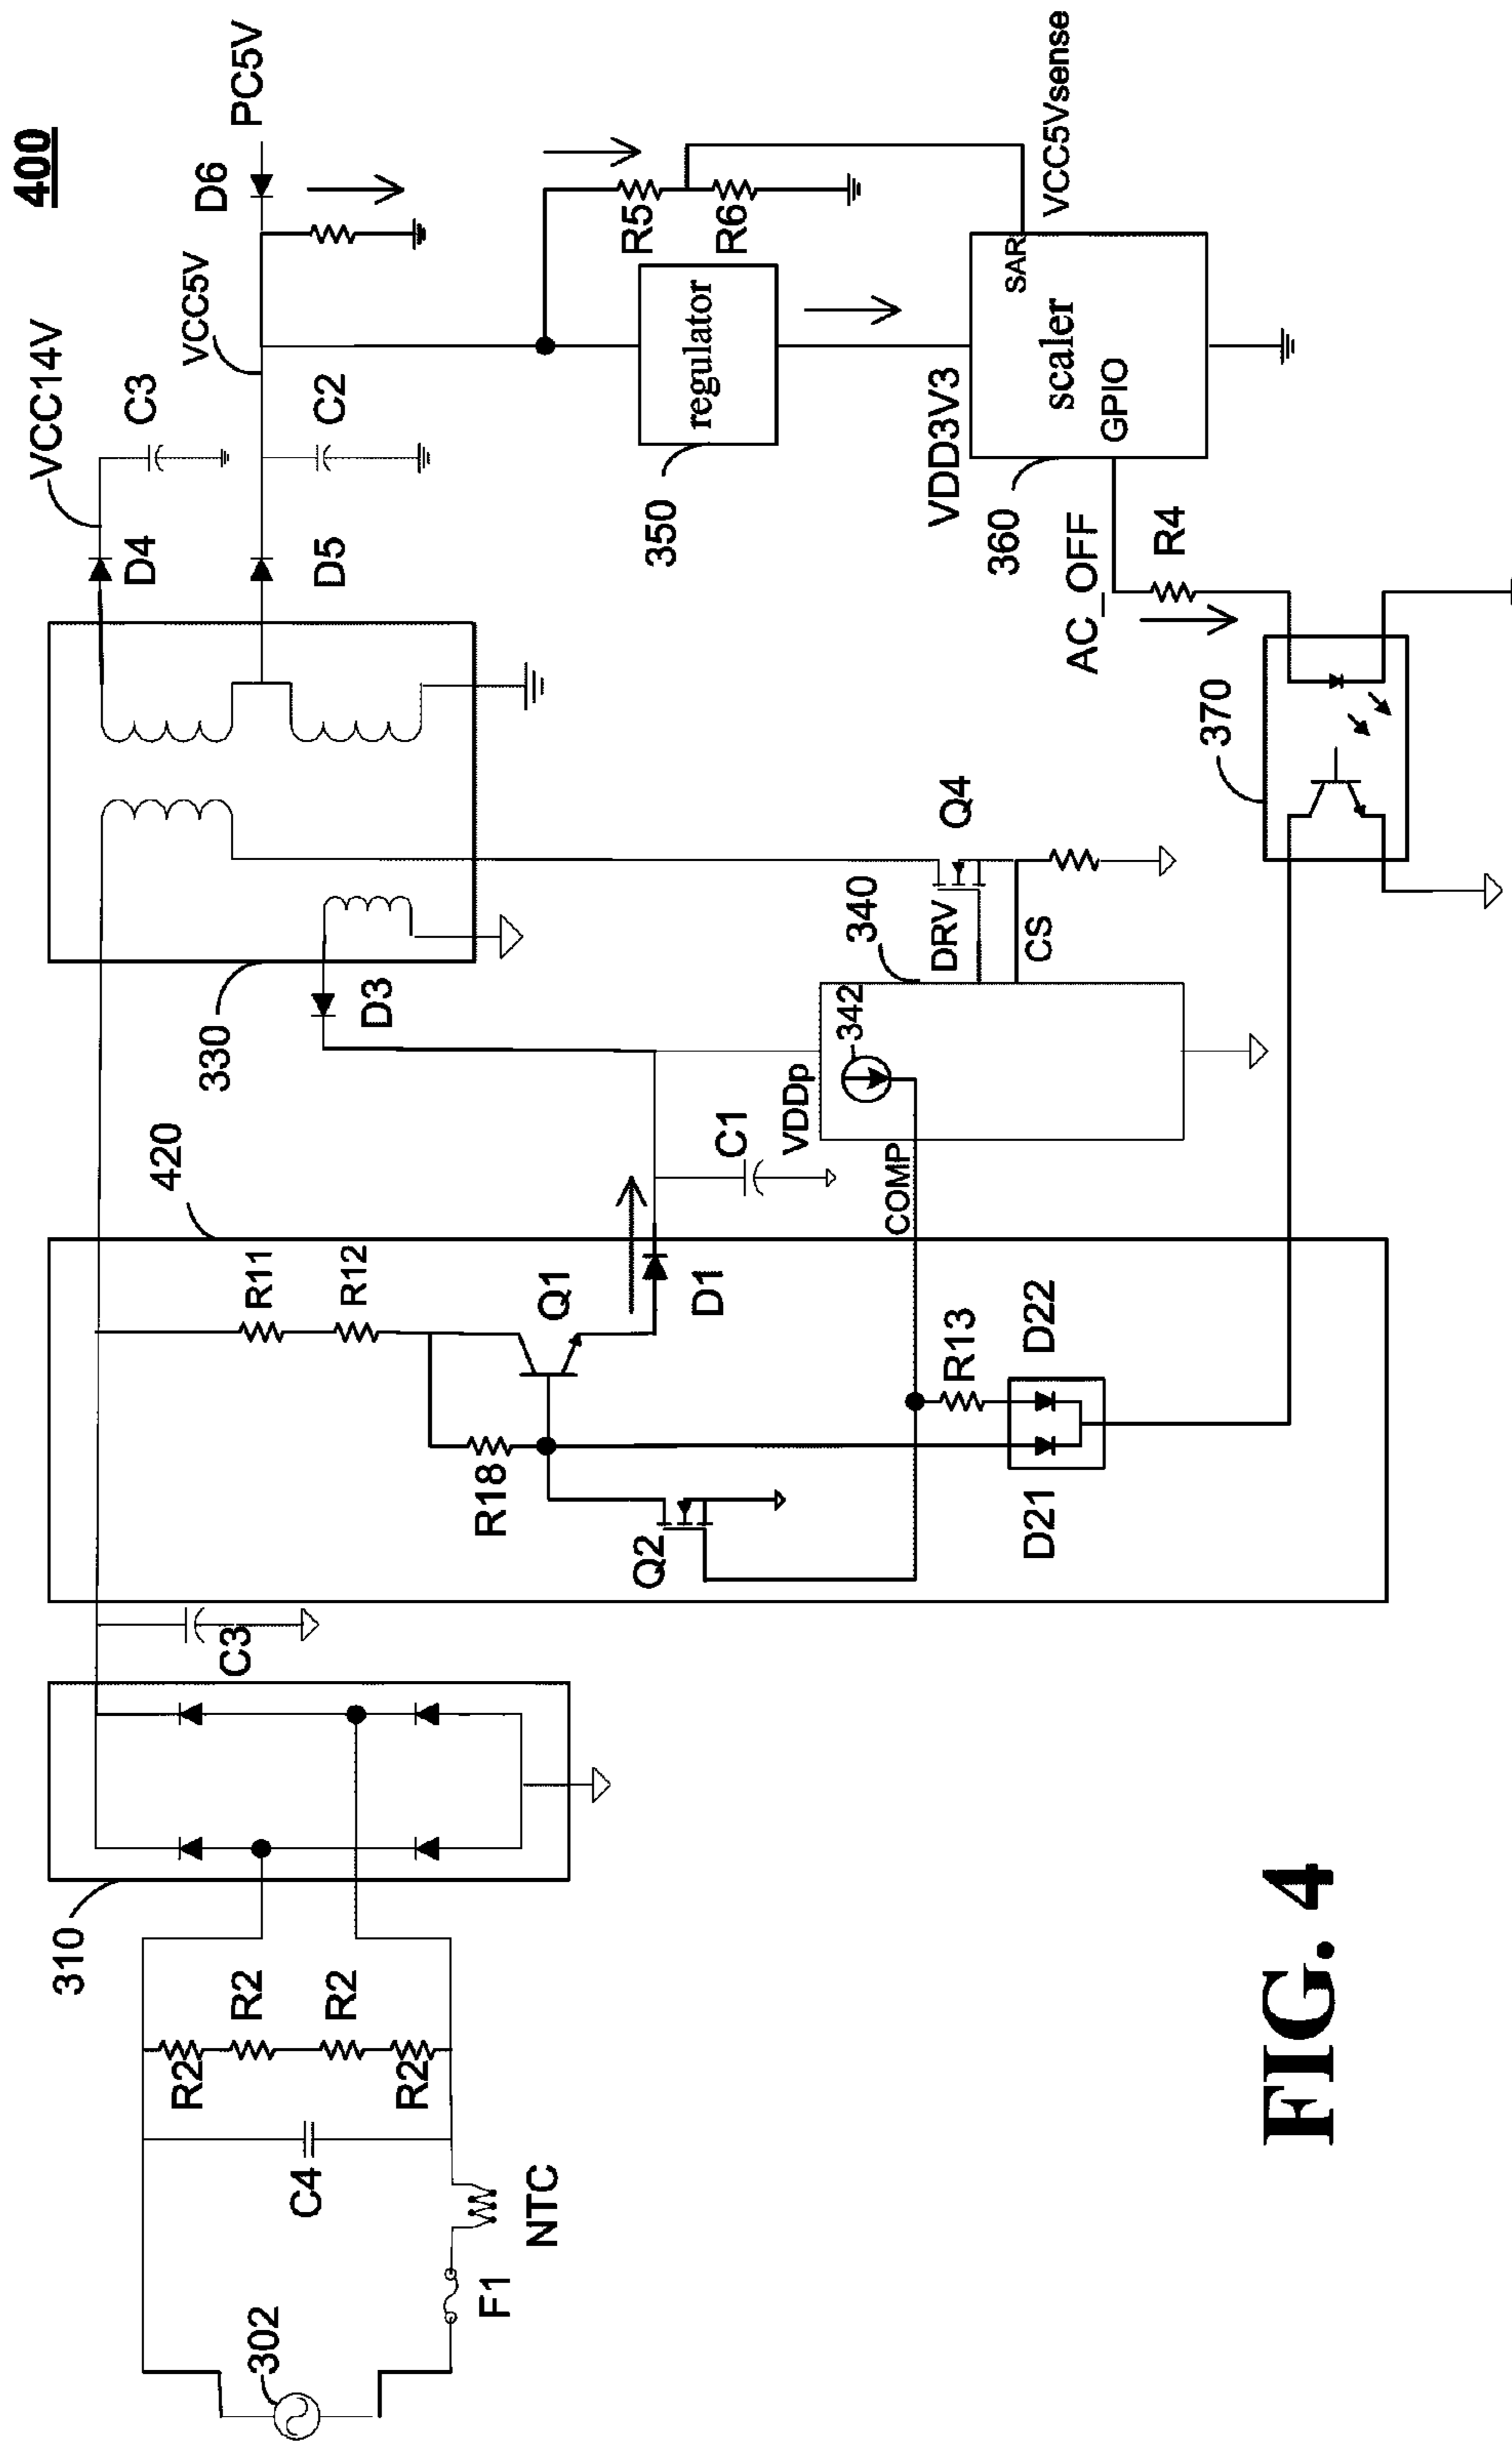 400
302
F1
NTC
C4
R2
R2
R2
R2
310
C3
420
R11
R12
R18
Q1
D1
Q2
R13
D21
D22
C1
COMP
VDDp
342
340
DRV
CS
Q4
330
D3
D4
D5
VCC14V
C3
C2
VCC5V
D6
PC5V
R5
R6
regulator
350
VDD3V3
scaler
SAR
GPIO
VCC5Vsense
360
AC_OFF
R4
370
FIG. 4